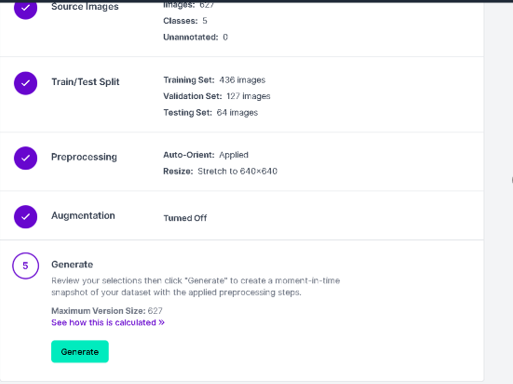 Source Images
Images: 627
Classes: 5
Unannotated: 0
Train/Test Split
Training Set: 436 images
Validation Set: 127 images
Testing Set: 64 images
Preprocessing
Auto-Orient: Applied
Resize: Stretch to 640×640
Augmentation
Turned Off
5
Generate
Review your selections then click "Generate" to create a moment-in-time
snapshot of your dataset with the applied preprocessing steps.
Maximum Version Size: 627
See how this is calculated »
Generate